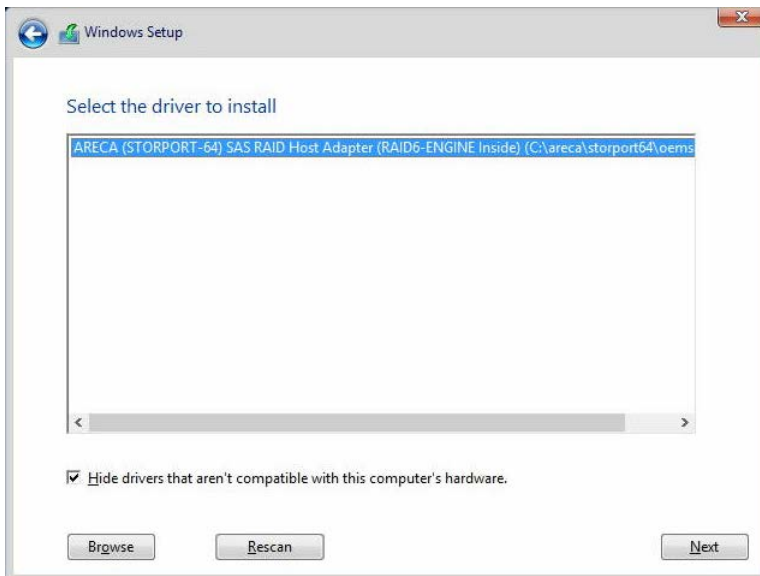 Windows Setup
Select the driver to install
ARECA (STORPORT-64) SAS RAID Host Adapter (RAID6-ENGINE Inside) (C:\areca\storport64\oems
Hide drivers that aren't compatible with this computer's hardware.
Browse
Rescan
Next